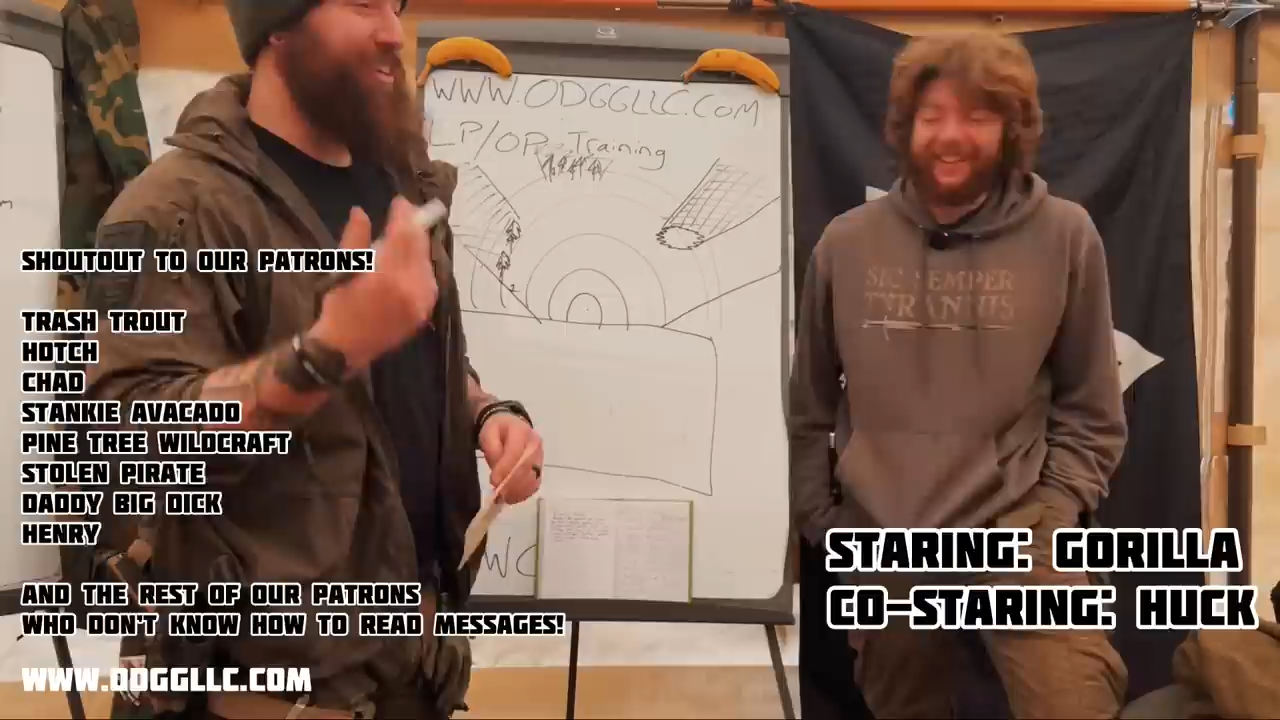 WWW.ODGGLLC.COM
LP/OP Training
SIC SEMPER
TYRANNIS
SHOUTOUT TO OUR PATRONS!
TRASH TROUT
HOTCH
CHAD
STANKIE AVACADO
PINE TREE WILDCRAFT
STOLEN PIRATE
DADDY BIG DICK
HENRY
AND THE REST OF OUR PATRONS
WHO DON'T KNOW HOW TO READ MESSAGES!
WWW.ODGGLLC.COM
STARING: GORILLA
CO-STARING: HUCK